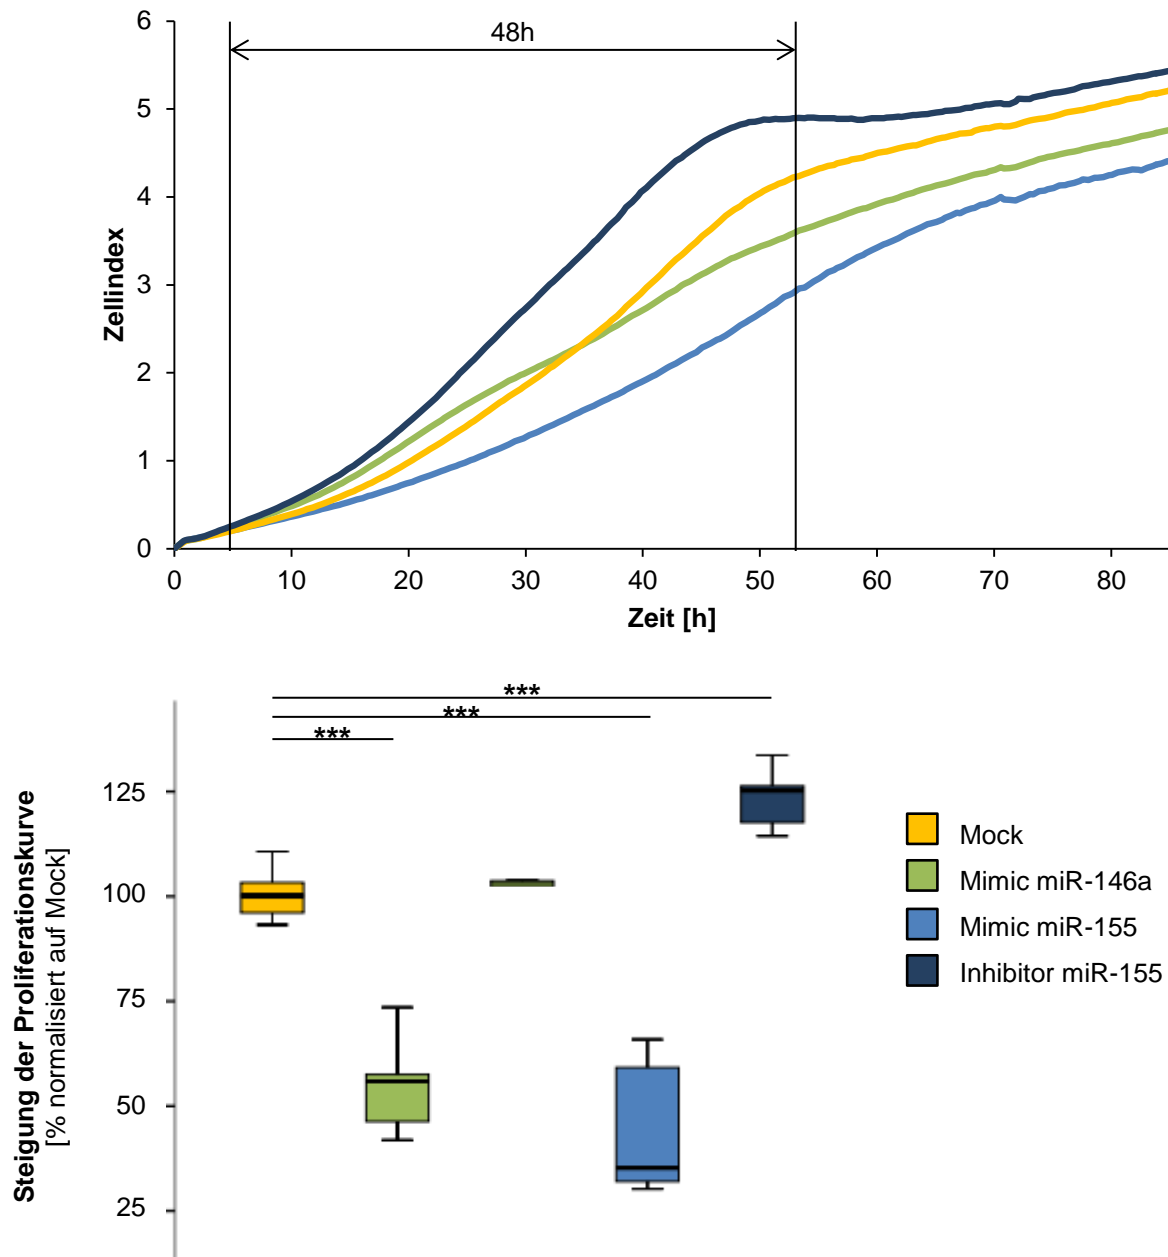 6
48h
5
4
3
2
1
0
Zellindex
0 10 20 30 40 50 60 70 80
Zeit [h]
***
***
***
125
100
75
50
25
Steigung der Proliferationskurve
[% normalisiert auf Mock]
Mock
Mimic miR-146a
Mimic miR-155
Inhibitor miR-155